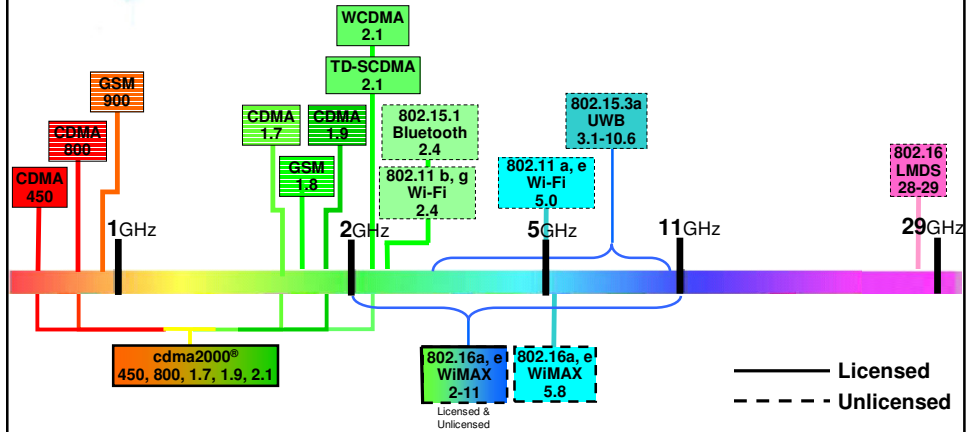 WCDMA
2.1
TD-SCDMA
2.1
GSM
900
CDMA
800
CDMA
450
CDMA
1.7
CDMA
1.9
GSM
1.8
802.15.1
Bluetooth
2.4
802.11 b, g
Wi-Fi
2.4
802.15.3a
UWB
3.1-10.6
802.11 a, e
Wi-Fi
5.0
802.16
LMDS
28-29
1GHz
2GHz
5GHz
11GHz
29GHz
cdma2000®
450, 800, 1.7, 1.9, 2.1
802.16a, e
WiMAX
2-11
Licensed &
Unlicensed
802.16a, e
WiMAX
5.8
Licensed
Unlicensed